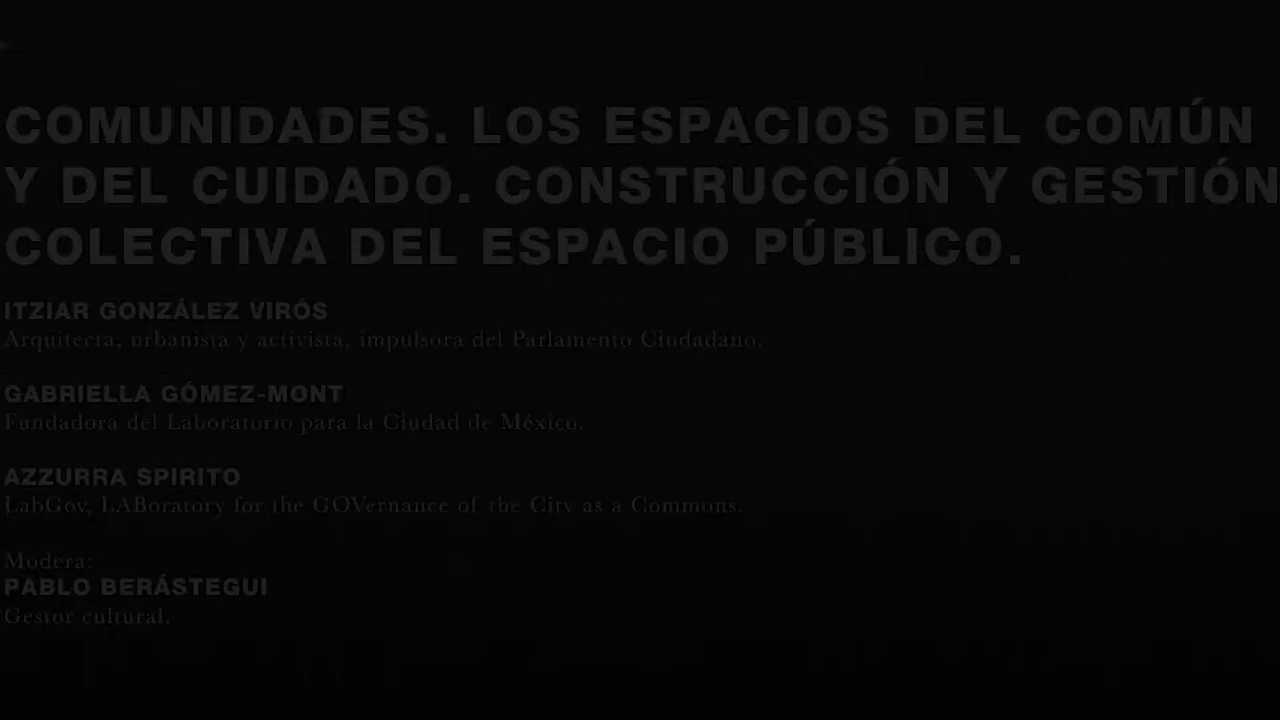 COMUNIDADES. LOS ESPACIOS DEL COMÚN
Y DEL CUIDADO. CONSTRUCCIÓN Y GESTIÓN
COLECTIVA DEL ESPACIO PÚBLICO.
ITZIAR GONZÁLEZ VIRÓS
Arquitecta, urbanista y activista, impulsora del Parlamento Ciudadano.
GABRIELLA GÓMEZ-MONT
Fundadora del Laboratorio para la Ciudad de México.
AZZURRA SPIRITO
LabGov, LABoratory for the GOVernance of the City as a Commons.
Modera:
PABLO BERÁSTEGUI
Gestor cultural.